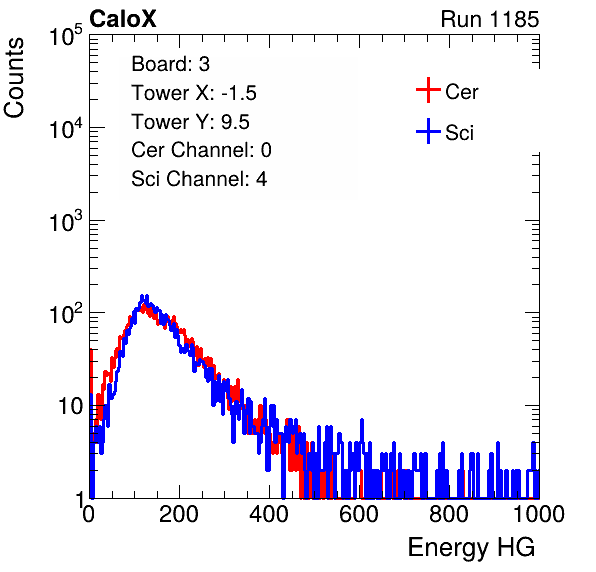 CaloX Run 1185
Counts
10^5
10^4
10^3
10^2
10
1
Board: 3
Tower X: -1.5
Tower Y: 9.5
Cer Channel: 0
Sci Channel: 4
Cer
Sci
0 200 400 600 800 1000
Energy HG